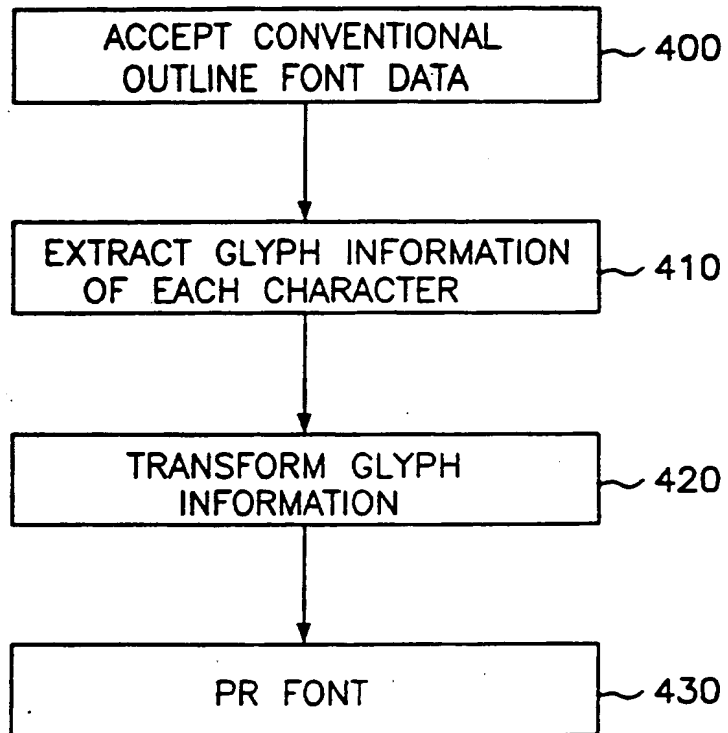 ACCEPT CONVENTIONAL
OUTLINE FONT DATA
400
EXTRACT GLYPH INFORMATION
OF EACH CHARACTER
410
TRANSFORM GLYPH
INFORMATION
420
PR FONT
430